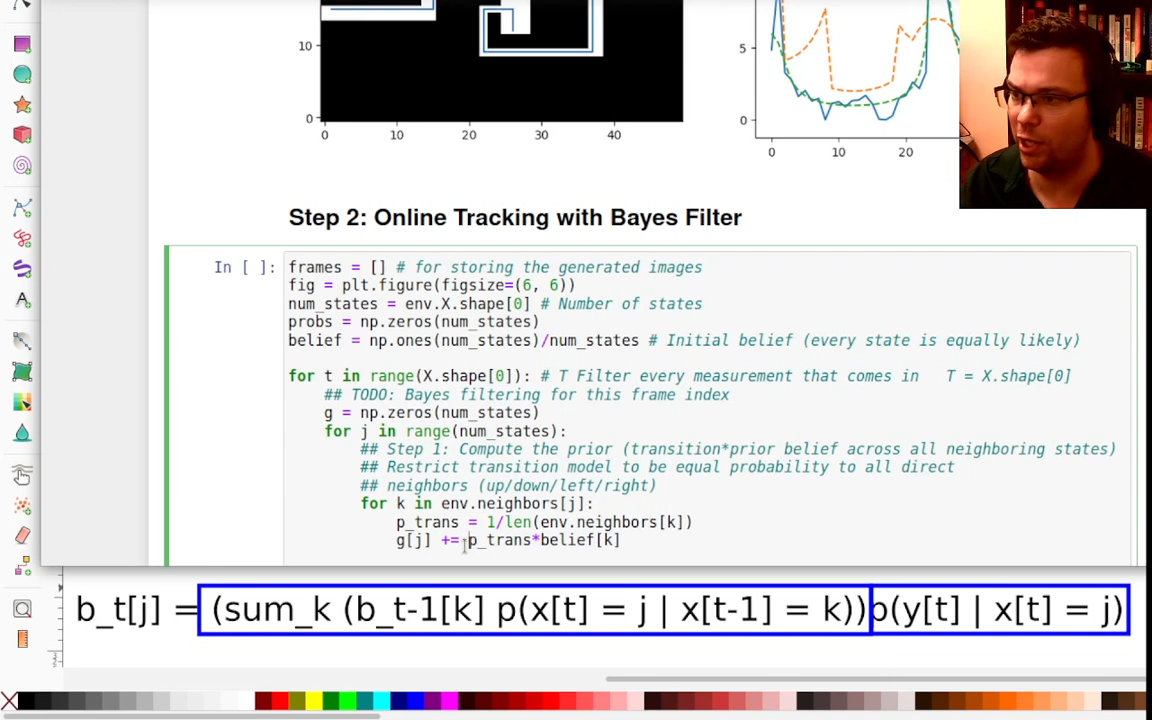 10
0
0
10
20
30
40
5
0
0
10
20
Step 2: Online Tracking with Bayes Filter
In [ ]:
frames = [] # for storing the generated images
fig = plt.figure(figsize=(6, 6))
num_states = env.X.shape[0] # Number of states
probs = np.zeros(num_states)
belief = np.ones(num_states)/num_states # Initial belief (every state is equally likely)
for t in range(X.shape[0]): # T Filter every measurement that comes in   T = X.shape[0]
## TODO: Bayes filtering for this frame index
g = np.zeros(num_states)
for j in range(num_states):
## Step 1: Compute the prior (transition*prior belief across all neighboring states)
## Restrict transition model to be equal probability to all direct
## neighbors (up/down/left/right)
for k in env.neighbors[j]:
p_trans = 1/len(env.neighbors[k])
g[j] += p_trans*belief[k]
b_t[j] = (sum_k (b_t-1[k] p(x[t] = j | x[t-1] = k))p(y[t] | x[t] = j)
A